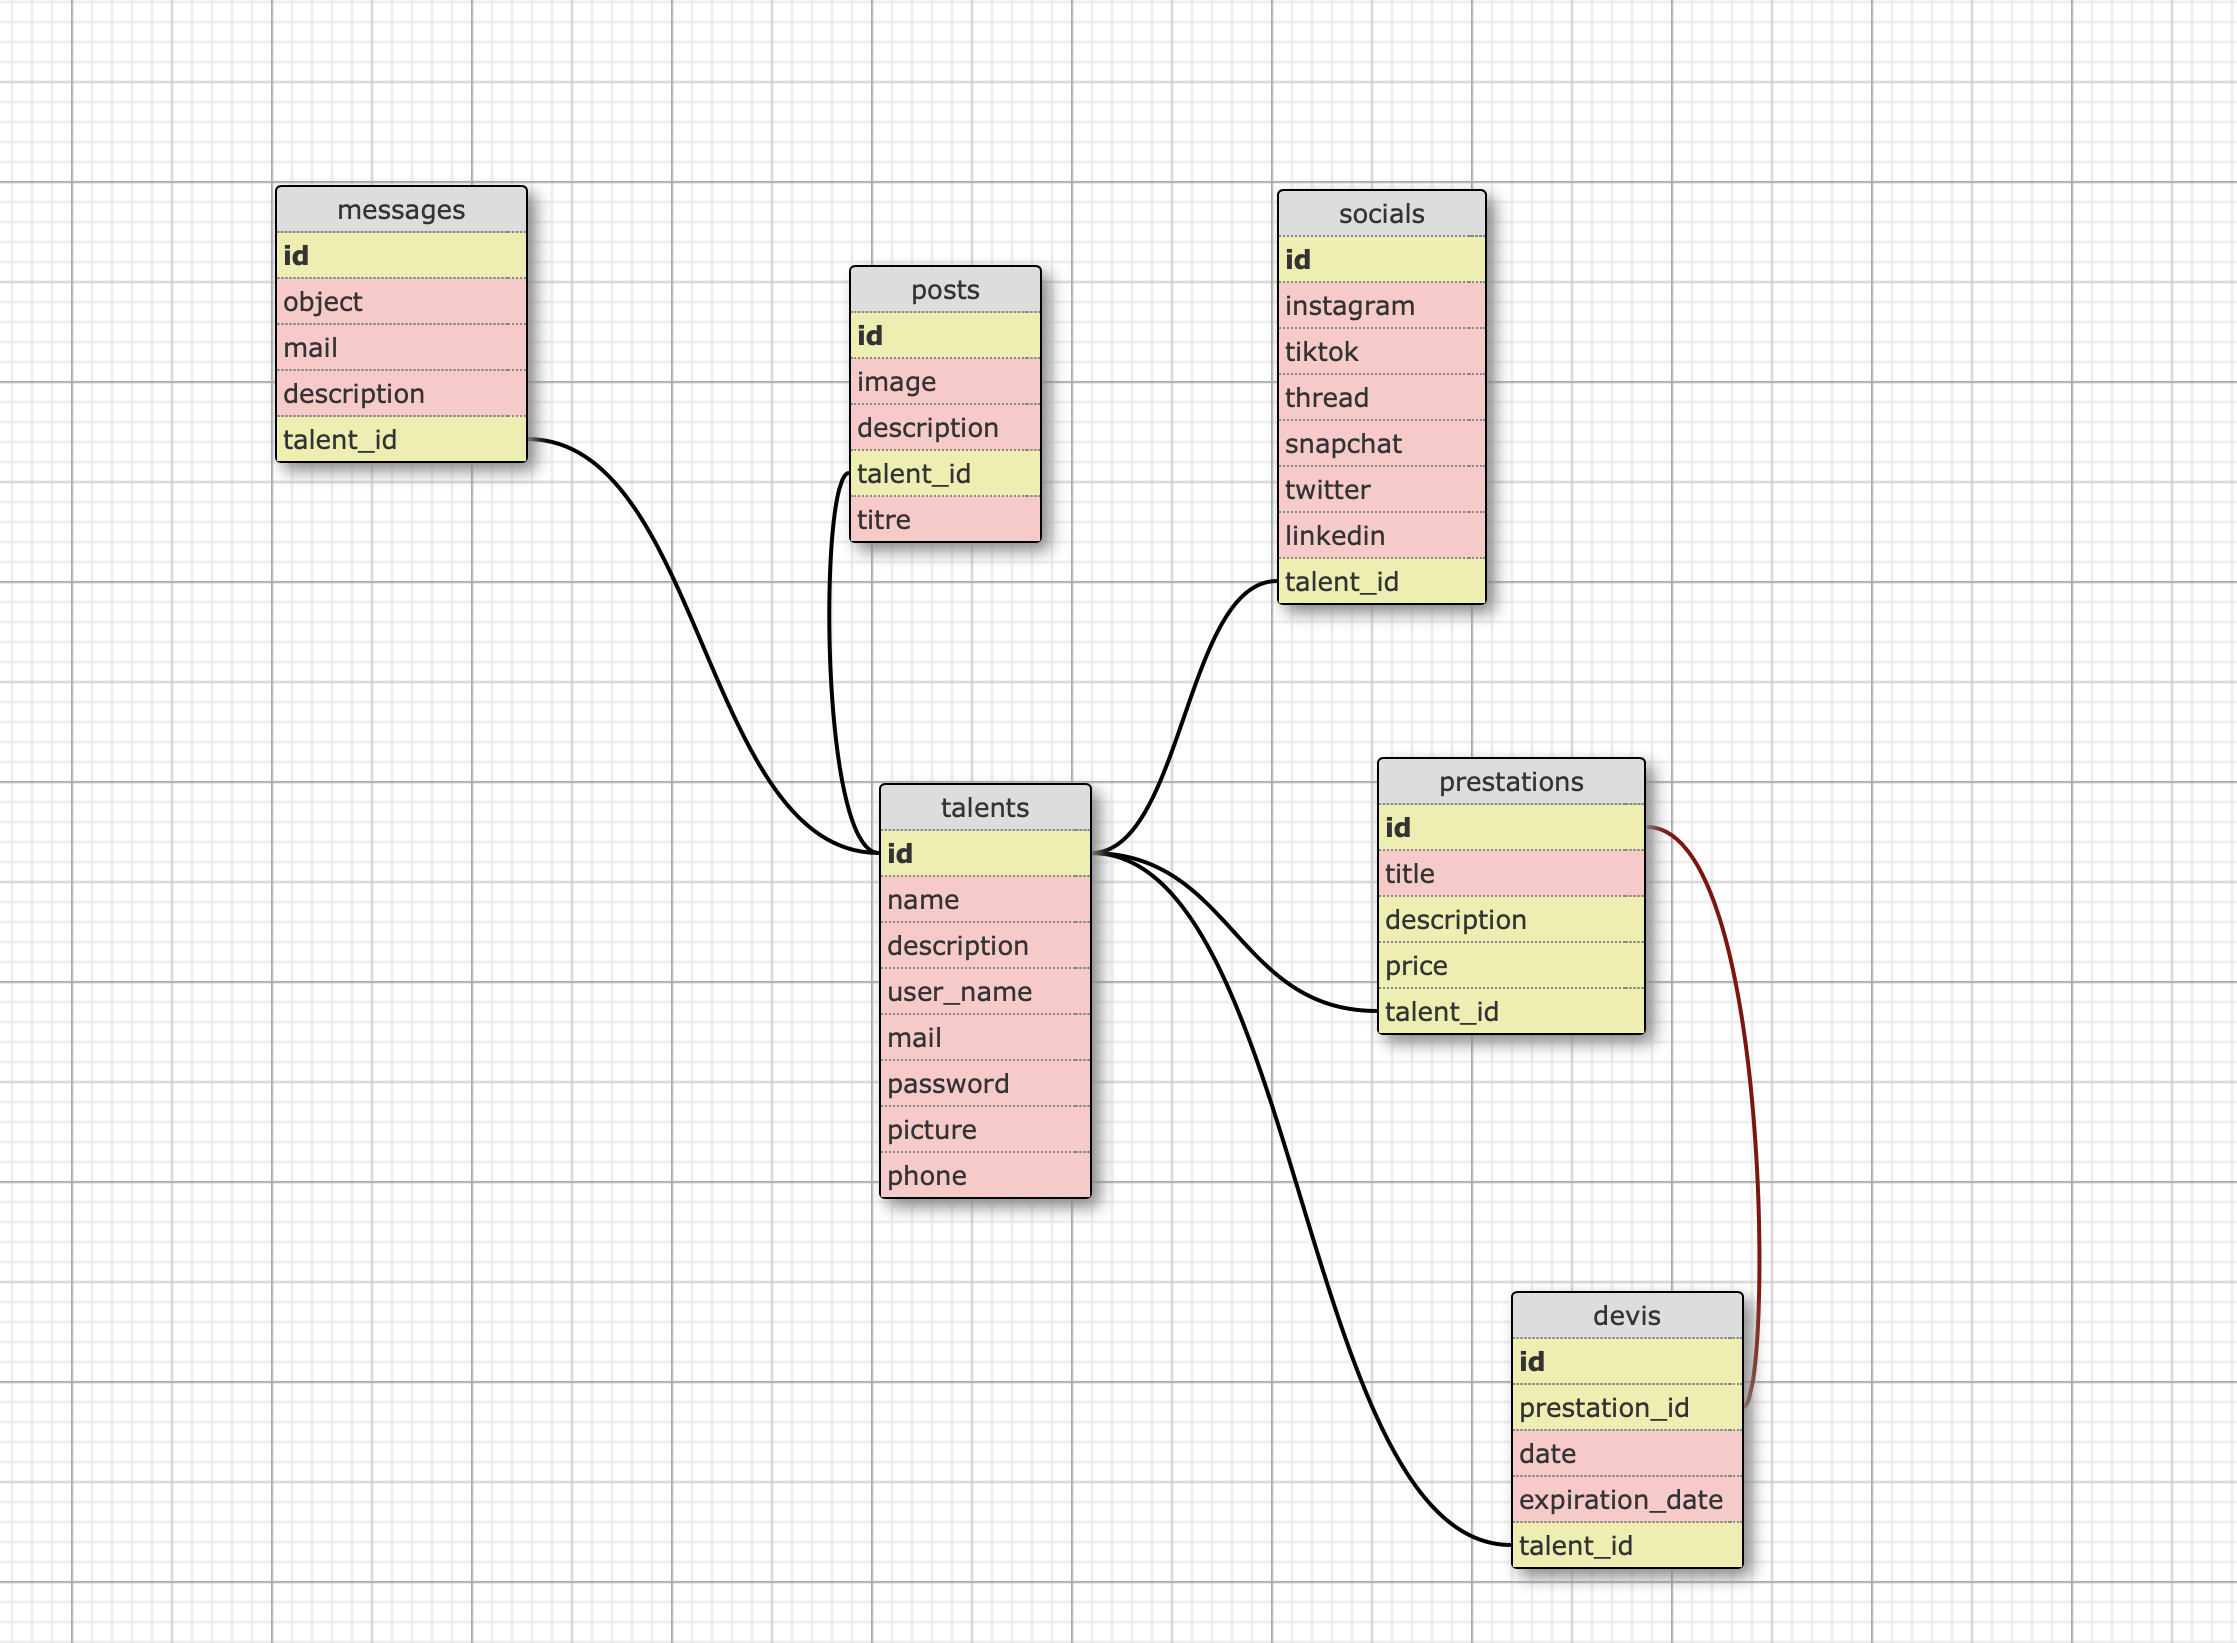 messages
id
object
mail
description
talent_id
posts
id
image
description
talent_id
titre
socials
id
instagram
tiktok
thread
snapchat
twitter
linkedin
talent_id
talents
id
name
description
user_name
mail
password
picture
phone
prestations
id
title
description
price
talent_id
devis
id
prestation_id
date
expiration_date
talent_id